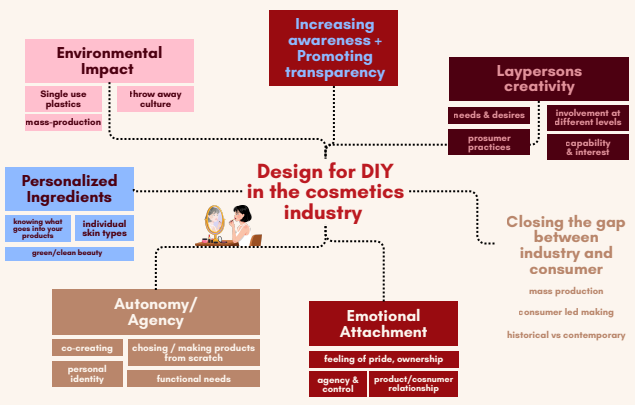 Increasing
awareness +
Promoting
transparency
Environmental
Impact
Single use
plastics
throw away
culture
mass-production
Laypersons
creativity
needs & desires
involvement at
different levels
prosumer
practices
capability
& interest
Design for DIY
in the cosmetics
industry
Personalized
Ingredients
knowing what
goes into your
products
individual
skin types
green/clean beauty
Closing the gap
between
industry and
consumer
mass production
consumer led making
historical vs contemporary
Autonomy/
Agency
co-creating
chosing / making products
from scratch
personal
identity
functional needs
Emotional
Attachment
feeling of pride, ownership
agency &
control
product/cosnumer
relationship